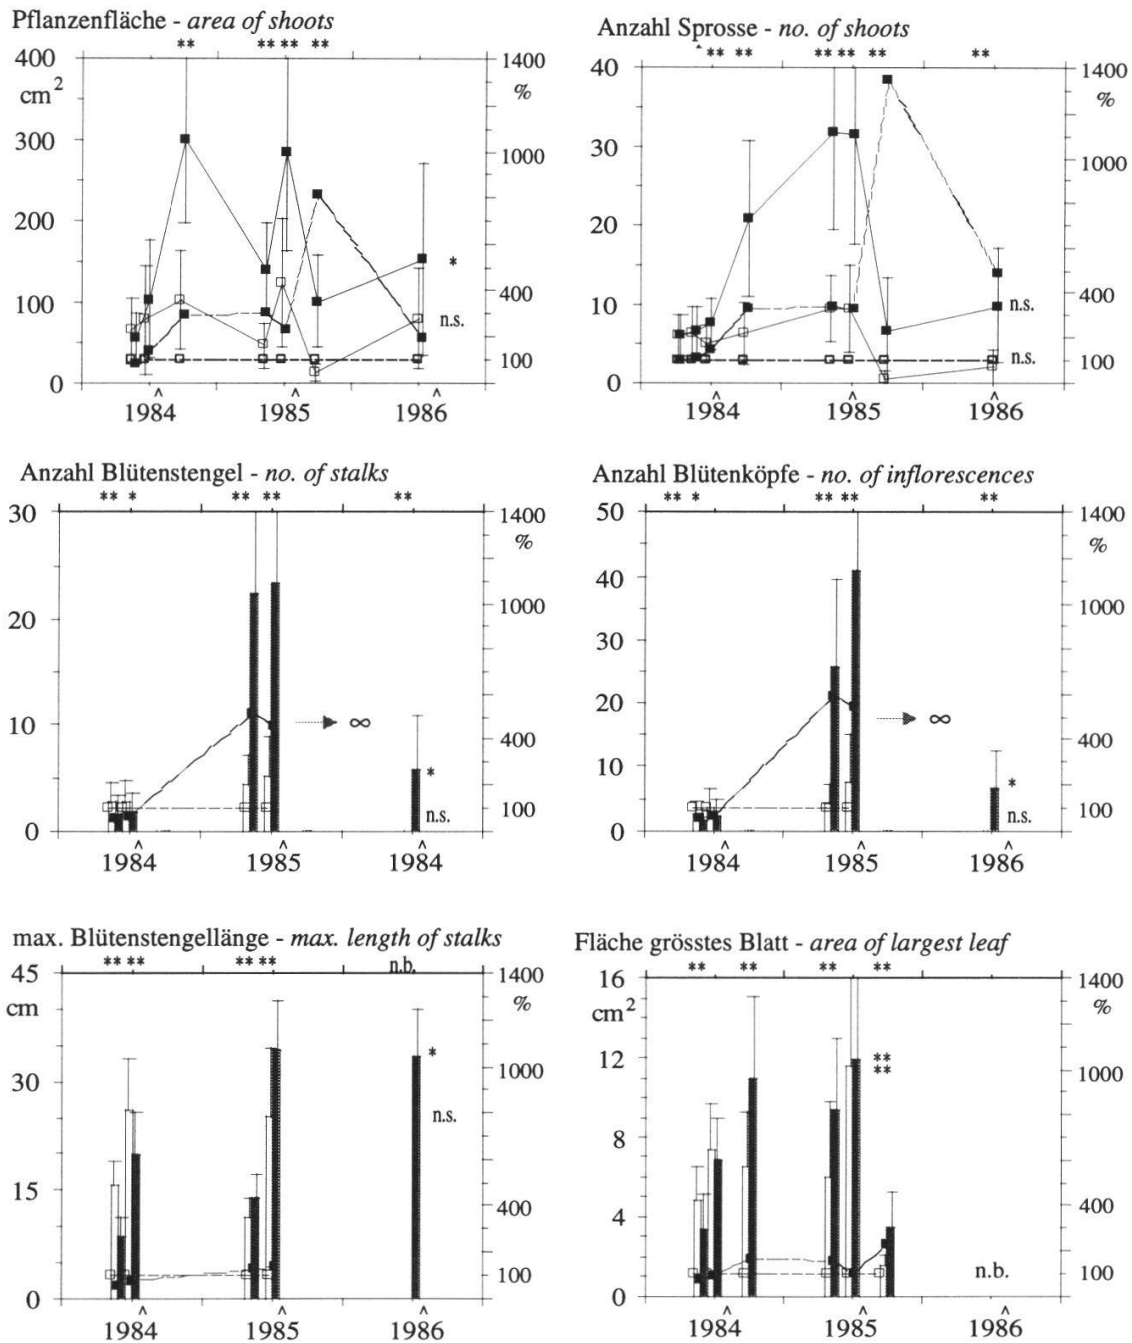 Pflanzenfläche - area of shoots
** ** ** **
400 1400
cm² %
300 1000
200
100 400
100
0
*
n.s.
^ ^ ^
1984 1985 1986
Anzahl Sprosse - no. of shoots
** ** ** ** ** **
40 1400
%
30 1000
20
10 400
100
0
n.s.
n.s.
^ ^ ^
1984 1985 1986
Anzahl Blütenstengel - no. of stalks
** * ** ** **
30 1400
%
20 1000
10 400
100
0
∞
*
n.s.
^ ^ ^
1984 1985 1984
Anzahl Blütenköpfe - no. of inflorescences
** * ** ** **
50 1400
%
40
1000
30
20
400
10
100
0
∞
*
n.s.
^ ^ ^
1984 1985 1986
max. Blütenstengellänge - max. length of stalks
** ** ** ** n.b.
45 1400
cm %
30 1000
15 400
100
0
*
n.s.
^ ^ ^
1984 1985 1986
Fläche grösstes Blatt - area of largest leaf
** ** ** **
16 1400
cm² %
12 1000
8
4 400
100
0
**
**
n.b.
^ ^ ^
1984 1985 1986